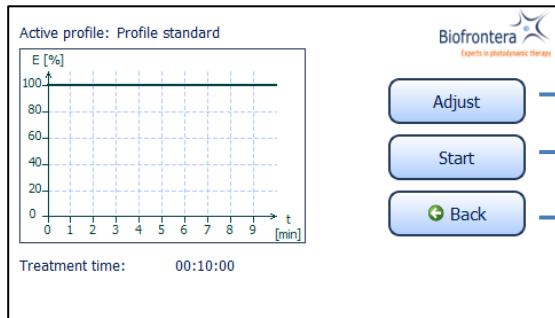 Active profile: Profile standard
Biofrontera
Experts in photodynamic therapy
E [%]
100
80
60
40
20
0
0 1 2 3 4 5 6 7 8 9
t
[min]
Adjust
Start
Back
Treatment time: 00:10:00